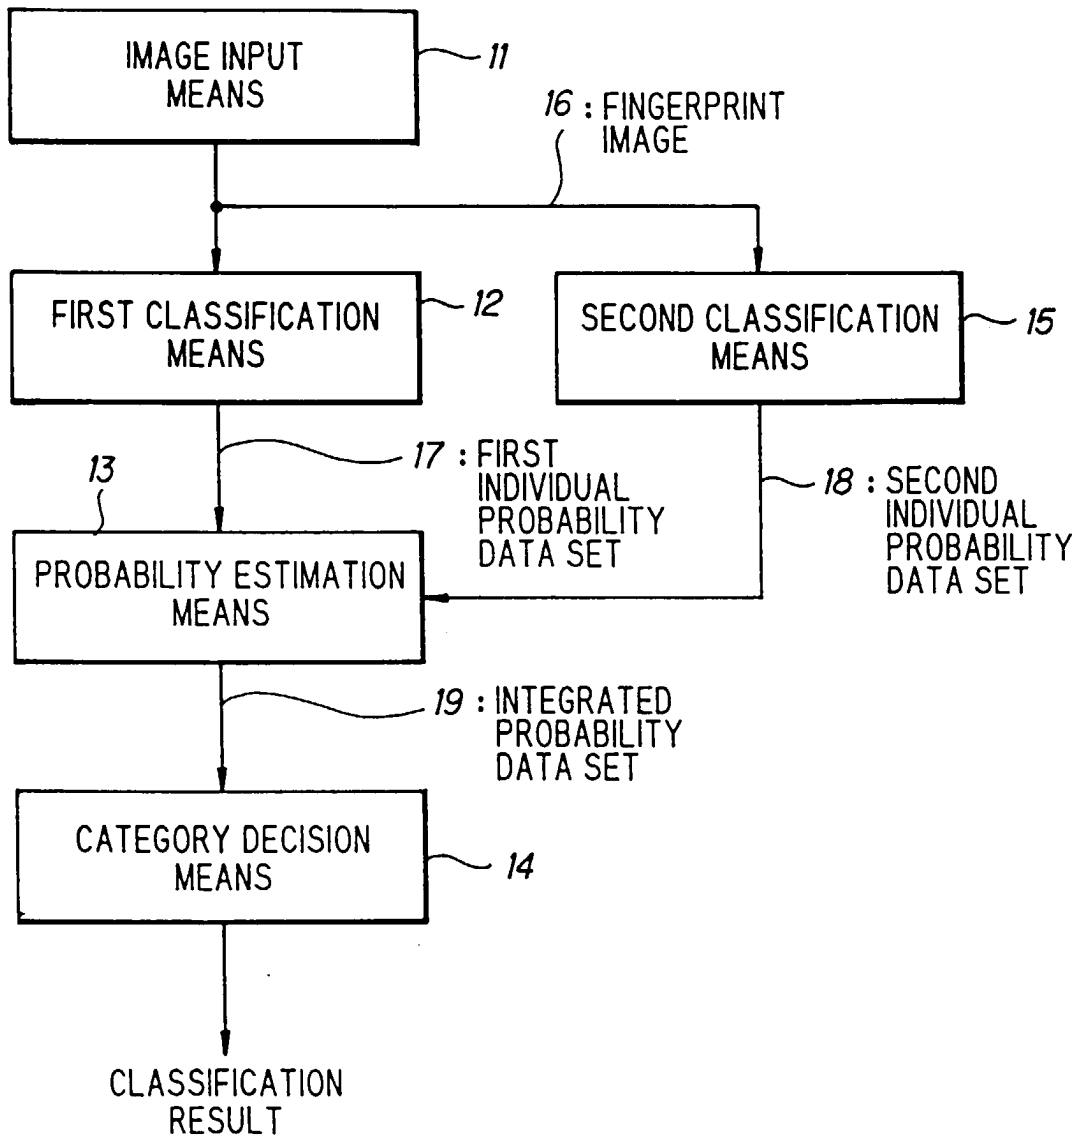 IMAGE INPUT
MEANS
11
16 : FINGERPRINT
IMAGE
FIRST CLASSIFICATION
MEANS
12
SECOND CLASSIFICATION
MEANS
15
17 : FIRST
INDIVIDUAL
PROBABILITY
DATA SET
18 : SECOND
INDIVIDUAL
PROBABILITY
DATA SET
13
PROBABILITY ESTIMATION
MEANS
19 : INTEGRATED
PROBABILITY
DATA SET
CATEGORY DECISION
MEANS
14
CLASSIFICATION
RESULT